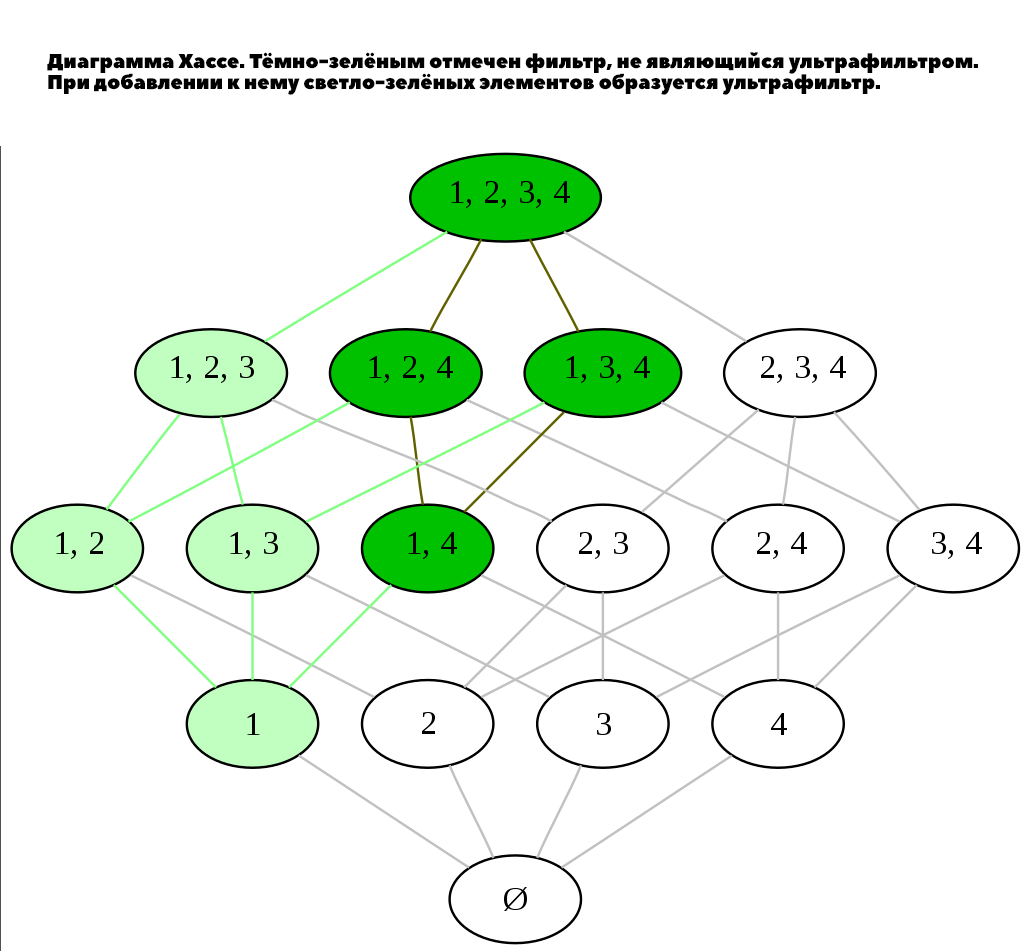 Диаграмма Хассе. Тёмно-зелёным отмечен фильтр, не являющийся ультрафильтром.
При добавлении к нему светло-зелёных элементов образуется ультрафильтр.
1, 2, 3, 4
1, 2, 3
1, 2, 4
1, 3, 4
2, 3, 4
1, 2
1, 3
1, 4
2, 3
2, 4
3, 4
1
2
3
4
Ø